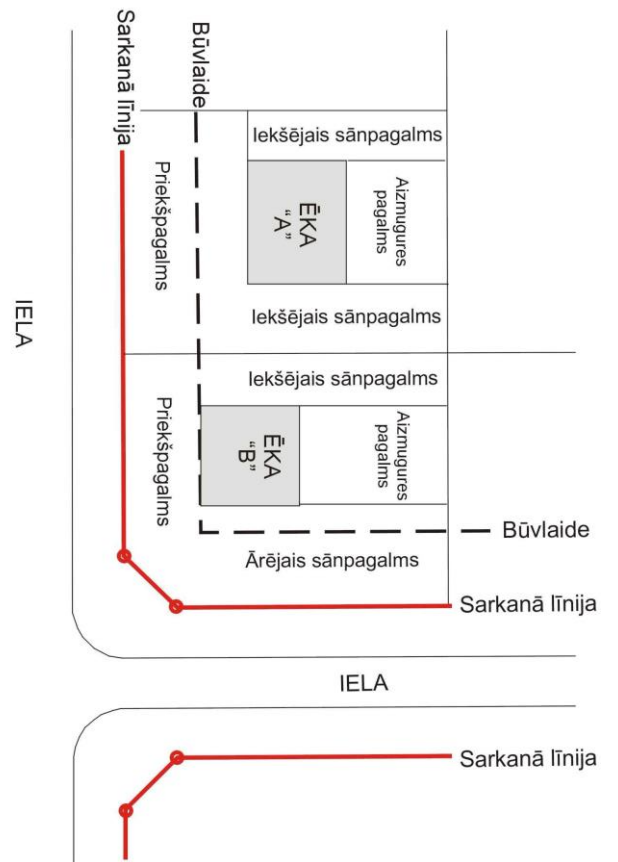 Sarkanā līnija
Būvlaide
Iekšējais sānpagalms
Priekšpagalms
ĒKA
“A”
Aizmugures
pagalms
Iekšējais sānpagalms
IELA
Iekšējais sānpagalms
Priekšpagalms
ĒKA
“B”
Aizmugures
pagalms
Būvlaide
Ārējais sānpagalms
Sarkanā līnija
IELA
Sarkanā līnija